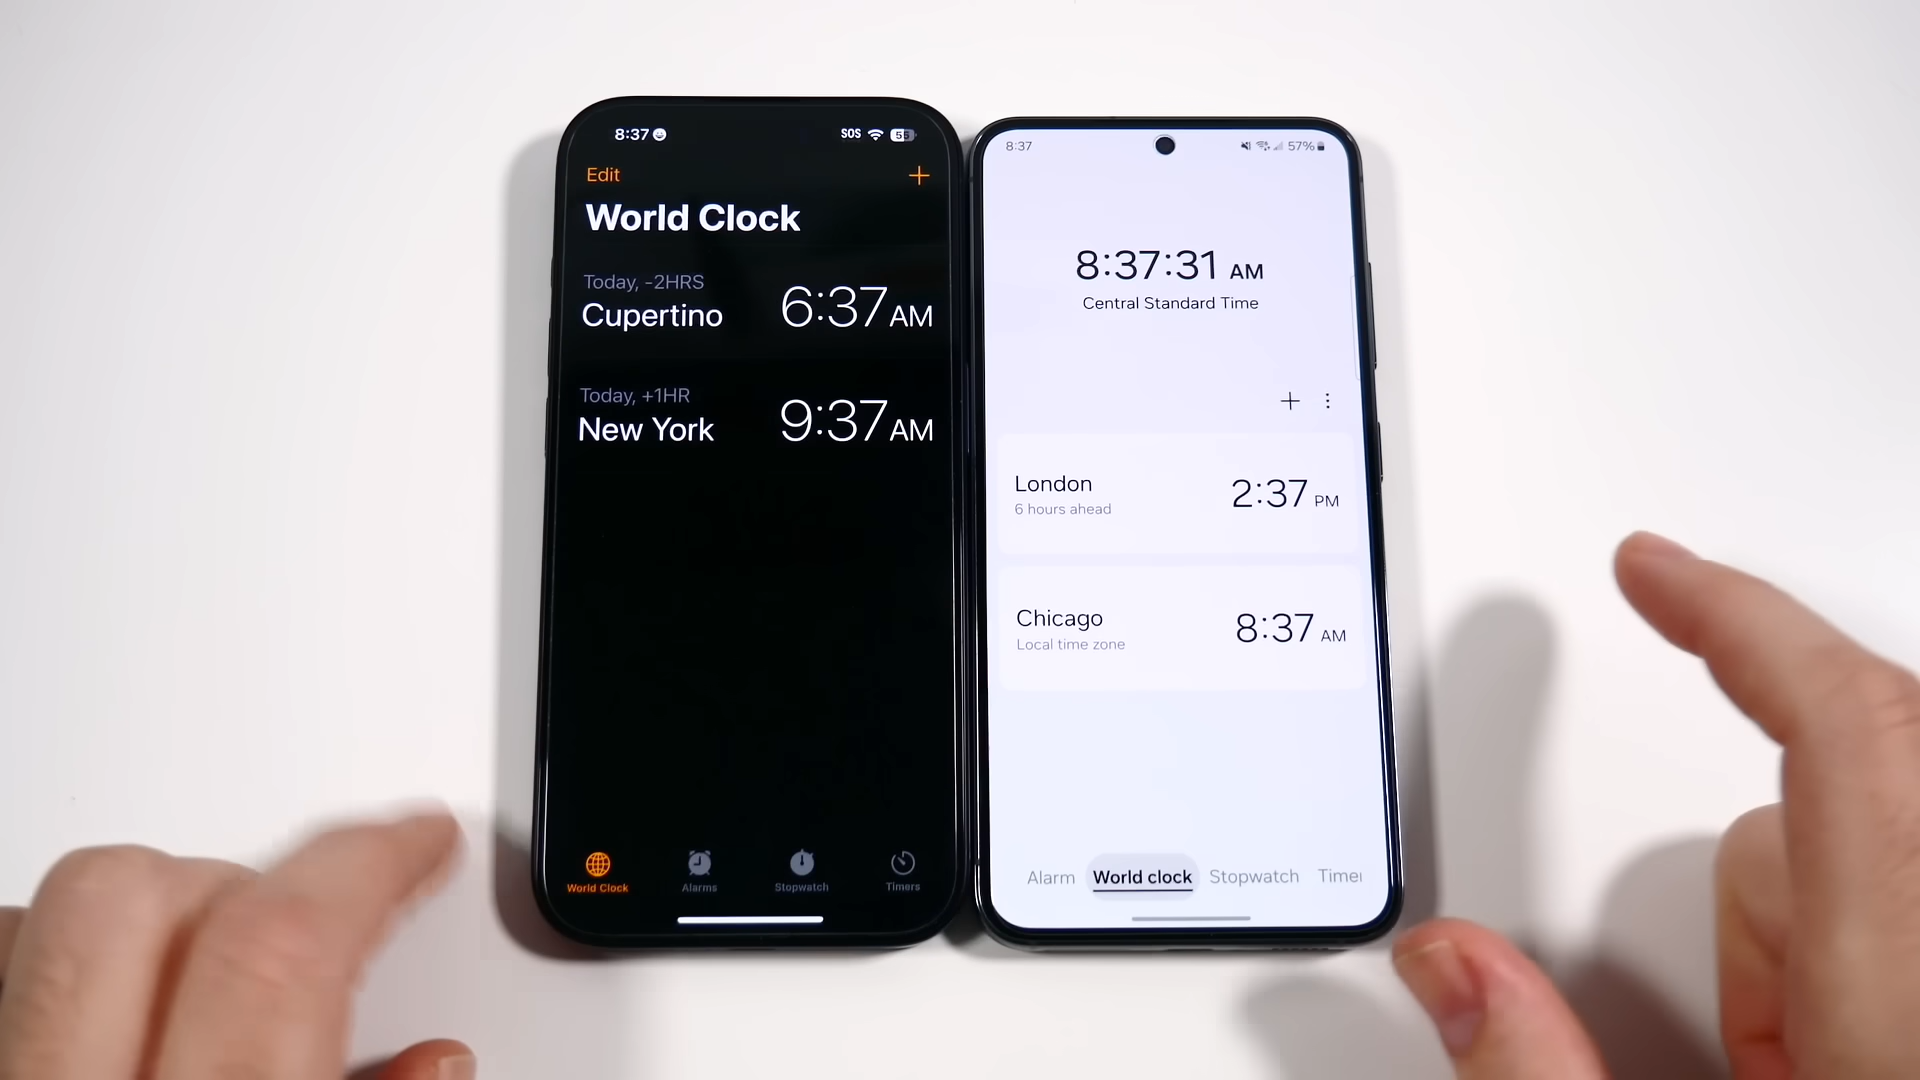 8:37
SOS
55
Edit
World Clock
Today, -2HRS
Cupertino
6:37AM
Today, +1HR
New York
9:37AM
World Clock
Alarms
Stopwatch
Timers
8:37
57%
8:37:31 AM
Central Standard Time
London
6 hours ahead
2:37 PM
Chicago
Local time zone
8:37 AM
Alarm
World clock
Stopwatch
Timer